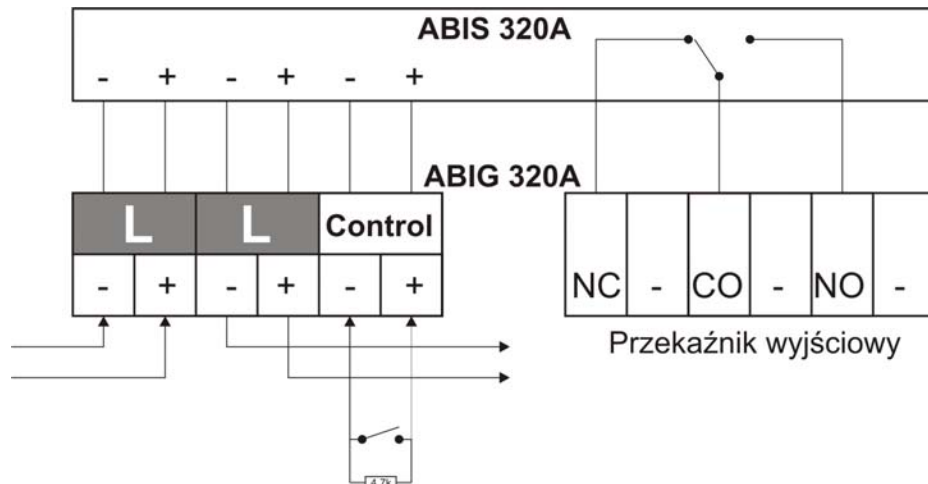 ABIS 320A
- + - + - +
ABIG 320A
L L Control
- + - + - +
NC - CO - NO -
Przekaźnik wyjściowy
4,7k